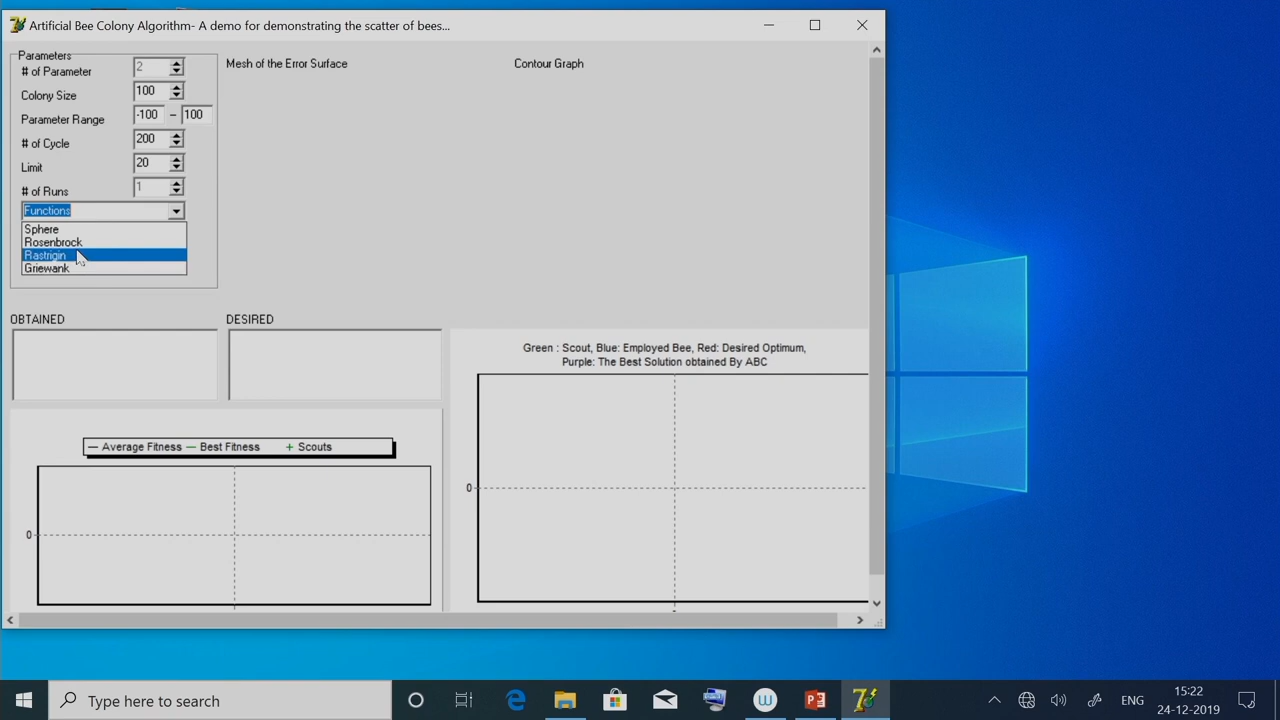 Artificial Bee Colony Algorithm- A demo for demonstrating the scatter of bees...
Parameters
# of Parameter 2
Colony Size 100
Parameter Range -100 – 100
# of Cycle 200
Limit 20
# of Runs 1
Functions
Sphere
Rosenbrock
Rastrigin
Griewank
Mesh of the Error Surface
Contour Graph
OBTAINED
DESIRED
Green : Scout, Blue: Employed Bee, Red: Desired Optimum,
Purple: The Best Solution obtained By ABC
0
Average Fitness Best Fitness Scouts
0
Type here to search
ENG
15:22
24-12-2019